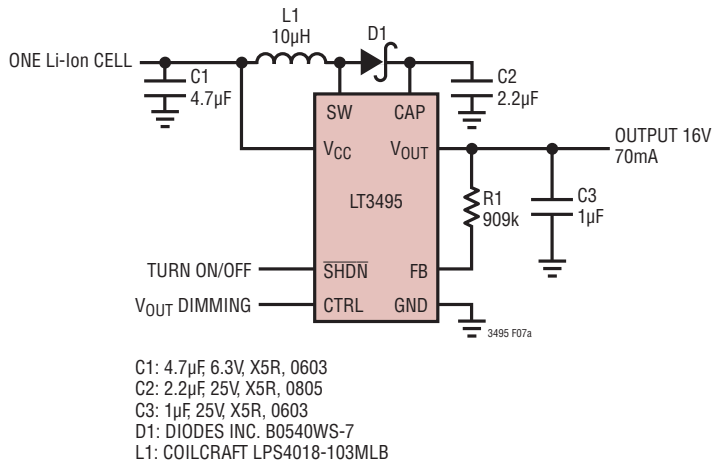 L1
10µH
D1
ONE Li-Ion CELL
C1
4.7µF
C2
2.2µF
SW
CAP
VCC
VOUT
OUTPUT 16V
70mA
LT3495
R1
909k
C3
1µF
TURN ON/OFF
SHDN
FB
VOUT DIMMING
CTRL
GND
3495 F07a
C1: 4.7µF, 6.3V, X5R, 0603
C2: 2.2µF, 25V, X5R, 0805
C3: 1µF, 25V, X5R, 0603
D1: DIODES INC. B0540WS-7
L1: COILCRAFT LPS4018-103MLB